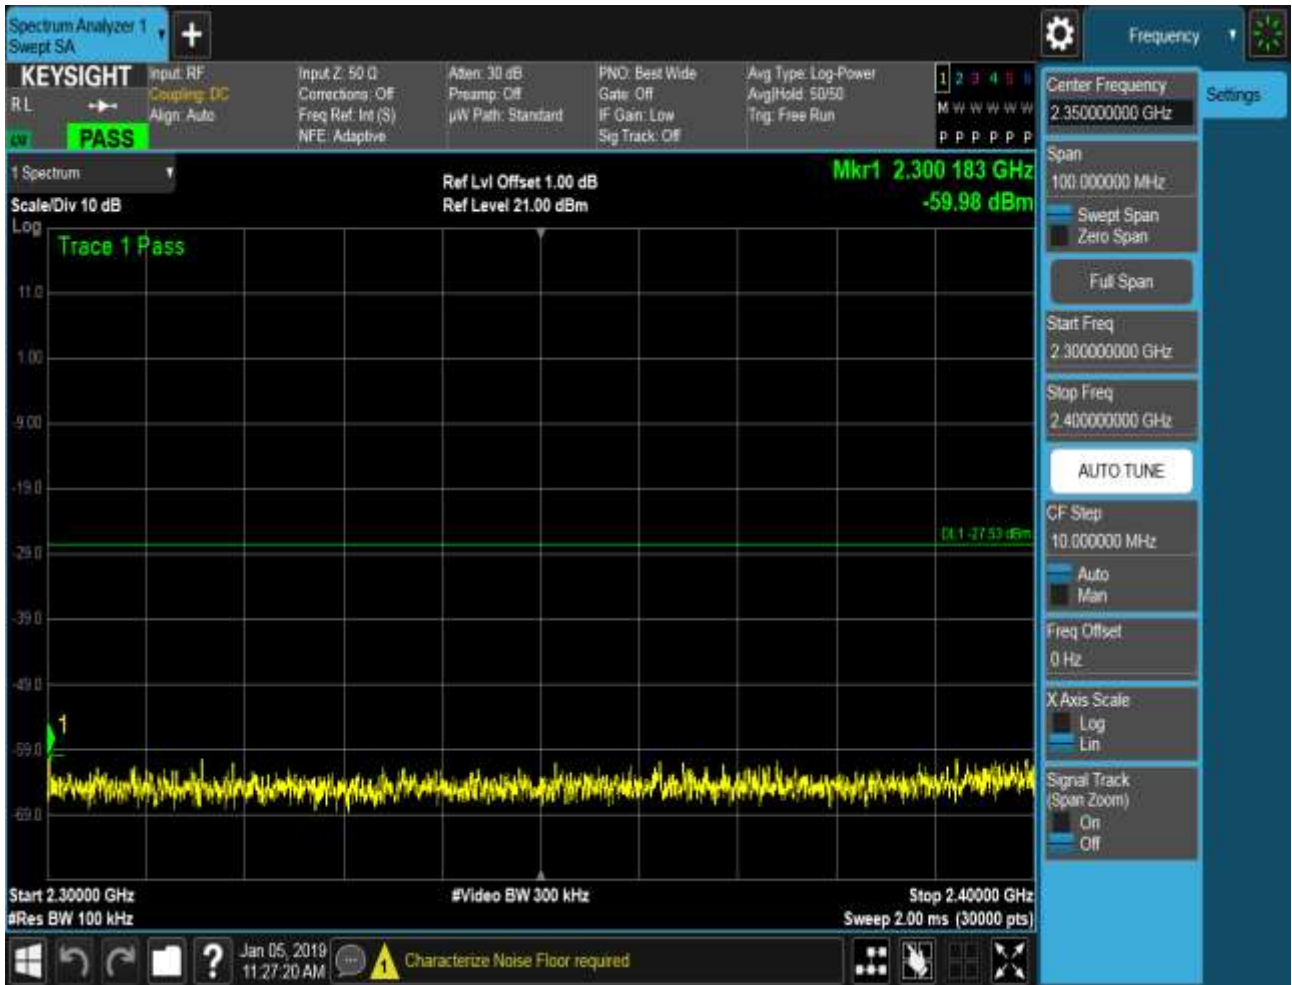 Spectrum Analyzer 1
Swept SA
Frequency
KEYSIGHT
R L
LXI
PASS
Input: RF
Coupling: DC
Align: Auto
Input Z: 50 Ω
Corrections: Off
Freq Ref: Int (S)
NFE: Adaptive
Atten: 30 dB
Preamp: Off
µW Path: Standard
PNO: Best Wide
Gate: Off
IF Gain: Low
Sig Track: Off
Avg Type: Log-Power
Avg|Hold: 50/50
Trig: Free Run
1 2 3 4 5 6
M W W W W W
P P P P P P
1 Spectrum
Scale/Div 10 dB
Ref Lvl Offset 1.00 dB
Ref Level 21.00 dBm
Mkr1 2.300 183 GHz
-59.98 dBm
Log
Trace 1 Pass
11.0
1.00
-9.00
-19.0
DL1 -27.53 dBm
-29.0
-39.0
-49.0
1
-59.0
-69.0
Start 2.30000 GHz
#Res BW 100 kHz
#Video BW 300 kHz
Stop 2.40000 GHz
Sweep 2.00 ms (30000 pts)
Center Frequency
2.350000000 GHz
Settings
Span
100.000000 MHz
Swept Span
Zero Span
Full Span
Start Freq
2.300000000 GHz
Stop Freq
2.400000000 GHz
AUTO TUNE
CF Step
10.000000 MHz
Auto
Man
Freq Offset
0 Hz
X Axis Scale
Log
Lin
Signal Track
(Span Zoom)
On
Off
?
Jan 05, 2019
11:27:20 AM
1
Characterize Noise Floor required